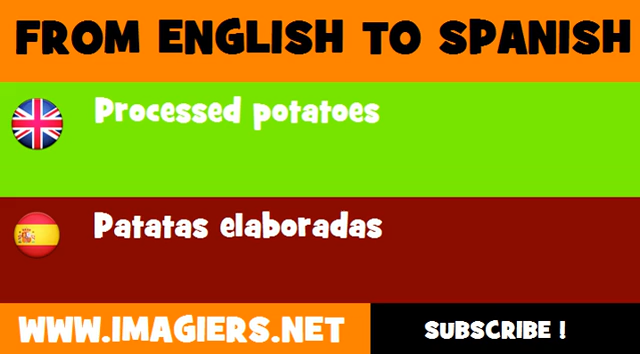 FROM ENGLISH TO SPANISH
Processed potatoes
Patatas elaboradas
WWW.IMAGIERS.NET
SUBSCRIBE !